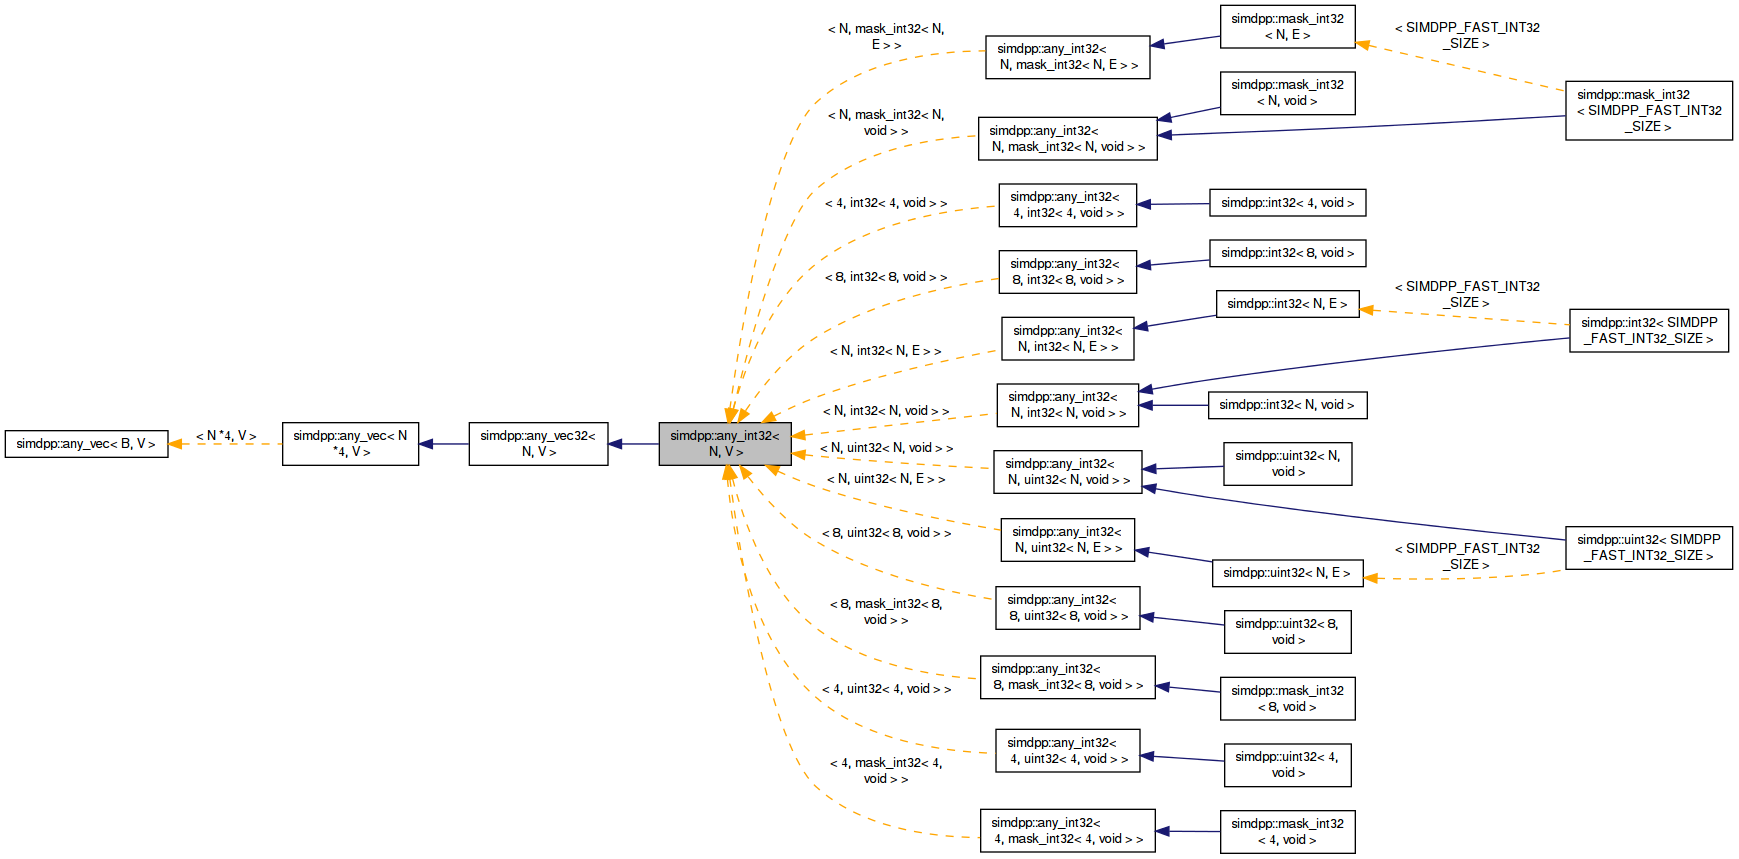 simdpp::any_vec< B, V >
< N *4, V >
simdpp::any_vec< N
*4, V >
simdpp::any_vec32<
N, V >
simdpp::any_int32<
N, V >
< N, mask_int32< N,
E > >
< N, mask_int32< N,
void > >
< 4, int32< 4, void > >
< 8, int32< 8, void > >
< N, int32< N, E > >
< N, int32< N, void > >
< N, uint32< N, void > >
< N, uint32< N, E > >
< 8, uint32< 8, void > >
< 8, mask_int32< 8,
void > >
< 4, uint32< 4, void > >
< 4, mask_int32< 4,
void > >
simdpp::any_int32<
N, mask_int32< N, E > >
simdpp::any_int32<
N, mask_int32< N, void > >
simdpp::any_int32<
4, int32< 4, void > >
simdpp::any_int32<
8, int32< 8, void > >
simdpp::any_int32<
N, int32< N, E > >
simdpp::any_int32<
N, int32< N, void > >
simdpp::any_int32<
N, uint32< N, void > >
simdpp::any_int32<
N, uint32< N, E > >
simdpp::any_int32<
8, uint32< 8, void > >
simdpp::any_int32<
8, mask_int32< 8, void > >
simdpp::any_int32<
4, uint32< 4, void > >
simdpp::any_int32<
4, mask_int32< 4, void > >
simdpp::mask_int32
< N, E >
simdpp::mask_int32
< N, void >
simdpp::int32< 4, void >
simdpp::int32< 8, void >
simdpp::int32< N, E >
simdpp::int32< N, void >
simdpp::uint32< N,
void >
simdpp::uint32< N, E >
simdpp::uint32< 8,
void >
simdpp::mask_int32
< 8, void >
simdpp::uint32< 4,
void >
simdpp::mask_int32
< 4, void >
< SIMDPP_FAST_INT32
_SIZE >
< SIMDPP_FAST_INT32
_SIZE >
< SIMDPP_FAST_INT32
_SIZE >
simdpp::mask_int32
< SIMDPP_FAST_INT32
_SIZE >
simdpp::int32< SIMDPP
_FAST_INT32_SIZE >
simdpp::uint32< SIMDPP
_FAST_INT32_SIZE >